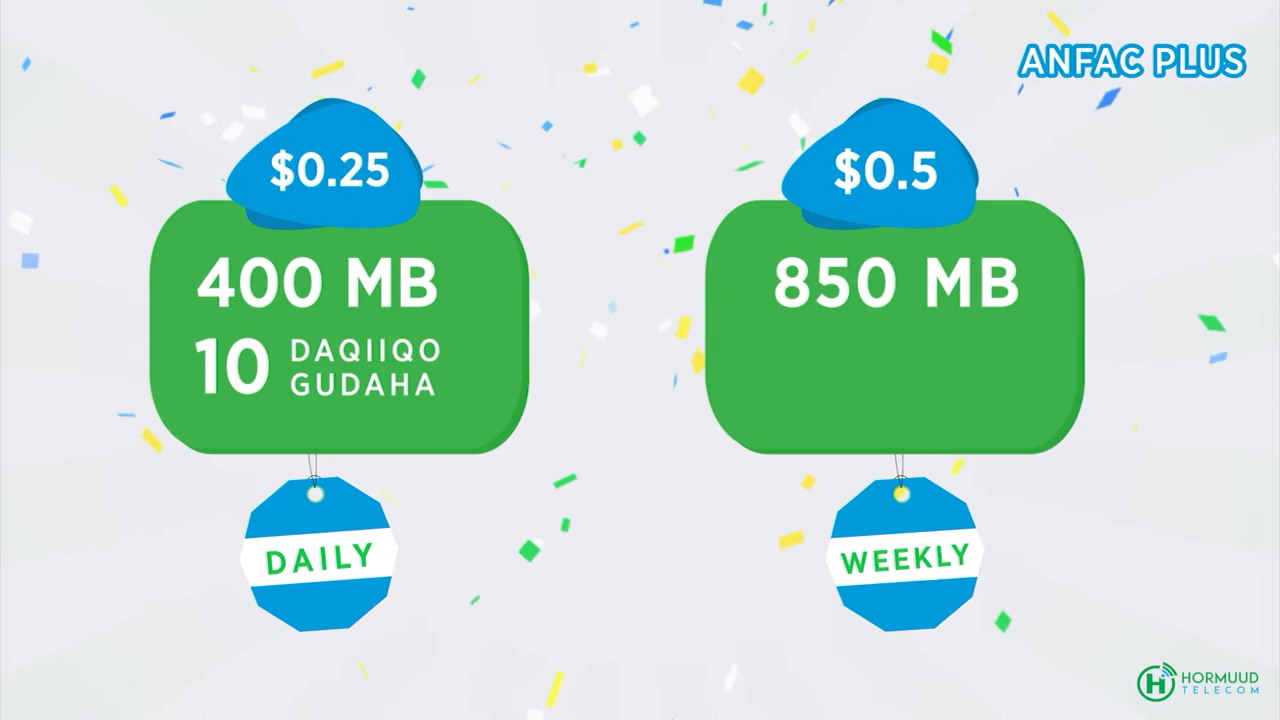 ANFAC PLUS
$0.25
400 MB
10 DAQIIQO
GUDAHA
DAILY
$0.5
850 MB
WEEKLY
HORMUUD
TELECOM